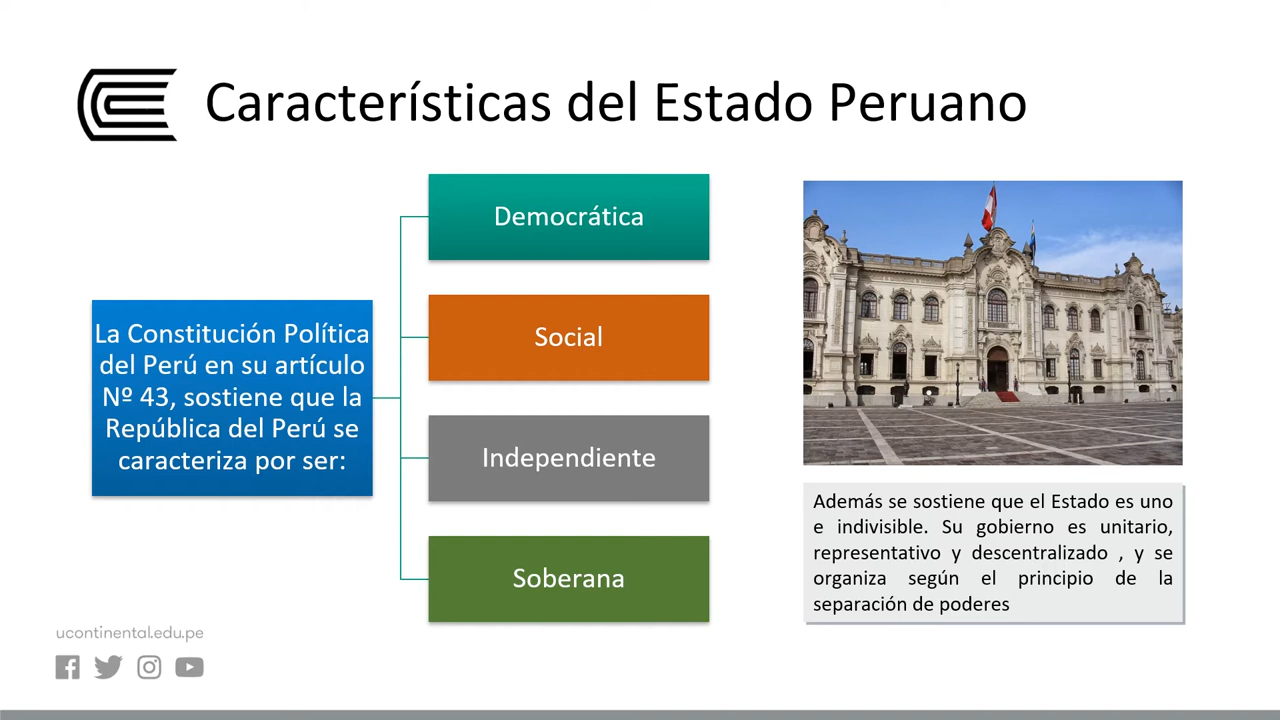 Características del Estado Peruano
La Constitución Política
del Perú en su artículo
Nº 43, sostiene que la
República del Perú se
caracteriza por ser:
Democrática
Social
Independiente
Soberana
Además se sostiene que el Estado es uno
e indivisible. Su gobierno es unitario,
representativo y descentralizado , y se
organiza según el principio de la
separación de poderes
ucontinental.edu.pe